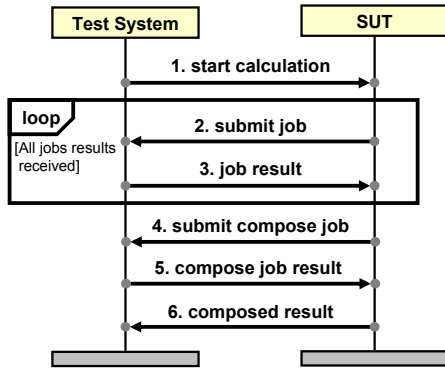 Test System
SUT
1. start calculation
loop
2. submit job
[All jobs results
received]
3. job result
4. submit compose job
5. compose job result
6. composed result